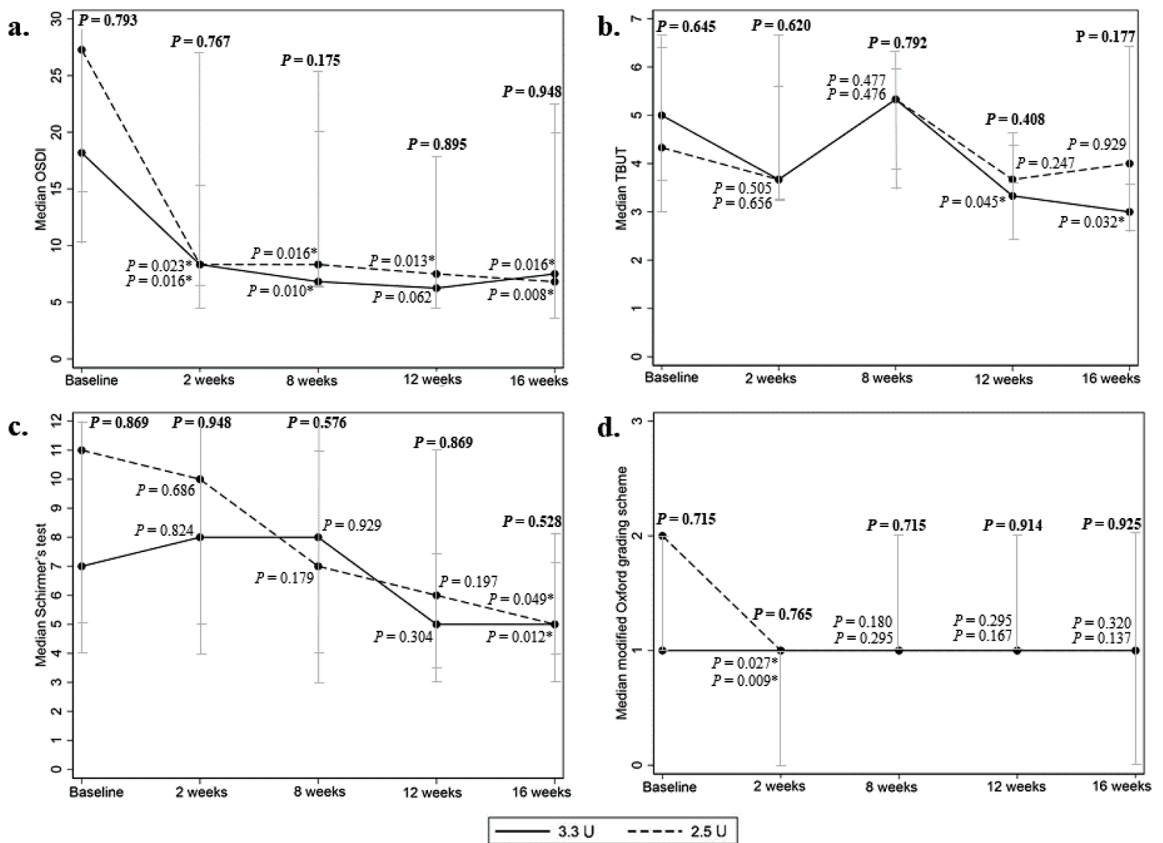 a.
Median OSDI
30
25
20
15
10
5
0
P = 0.793
P = 0.767
P = 0.175
P = 0.895
P = 0.948
P = 0.023*
P = 0.016*
P = 0.016*
P = 0.010*
P = 0.013*
P = 0.062
P = 0.016*
P = 0.008*
Baseline 2 weeks 8 weeks 12 weeks 16 weeks
b.
Median TBUT
7
6
5
4
3
2
1
0
P = 0.645
P = 0.620
P = 0.792
P = 0.408
P = 0.177
P = 0.505
P = 0.656
P = 0.477
P = 0.476
P = 0.247
P = 0.045*
P = 0.929
P = 0.032*
Baseline 2 weeks 8 weeks 12 weeks 16 weeks
c.
Median Schirmer's test
12
11
10
9
8
7
6
5
4
3
2
1
0
P = 0.869
P = 0.948
P = 0.576
P = 0.869
P = 0.528
P = 0.686
P = 0.824
P = 0.929
P = 0.179
P = 0.197
P = 0.304
P = 0.049*
P = 0.012*
Baseline 2 weeks 8 weeks 12 weeks 16 weeks
d.
Median modified Oxford grading scheme
3
2
1
0
P = 0.715
P = 0.765
P = 0.715
P = 0.914
P = 0.925
P = 0.027*
P = 0.009*
P = 0.180
P = 0.295
P = 0.295
P = 0.167
P = 0.320
P = 0.137
Baseline 2 weeks 8 weeks 12 weeks 16 weeks
3.3 U 2.5 U